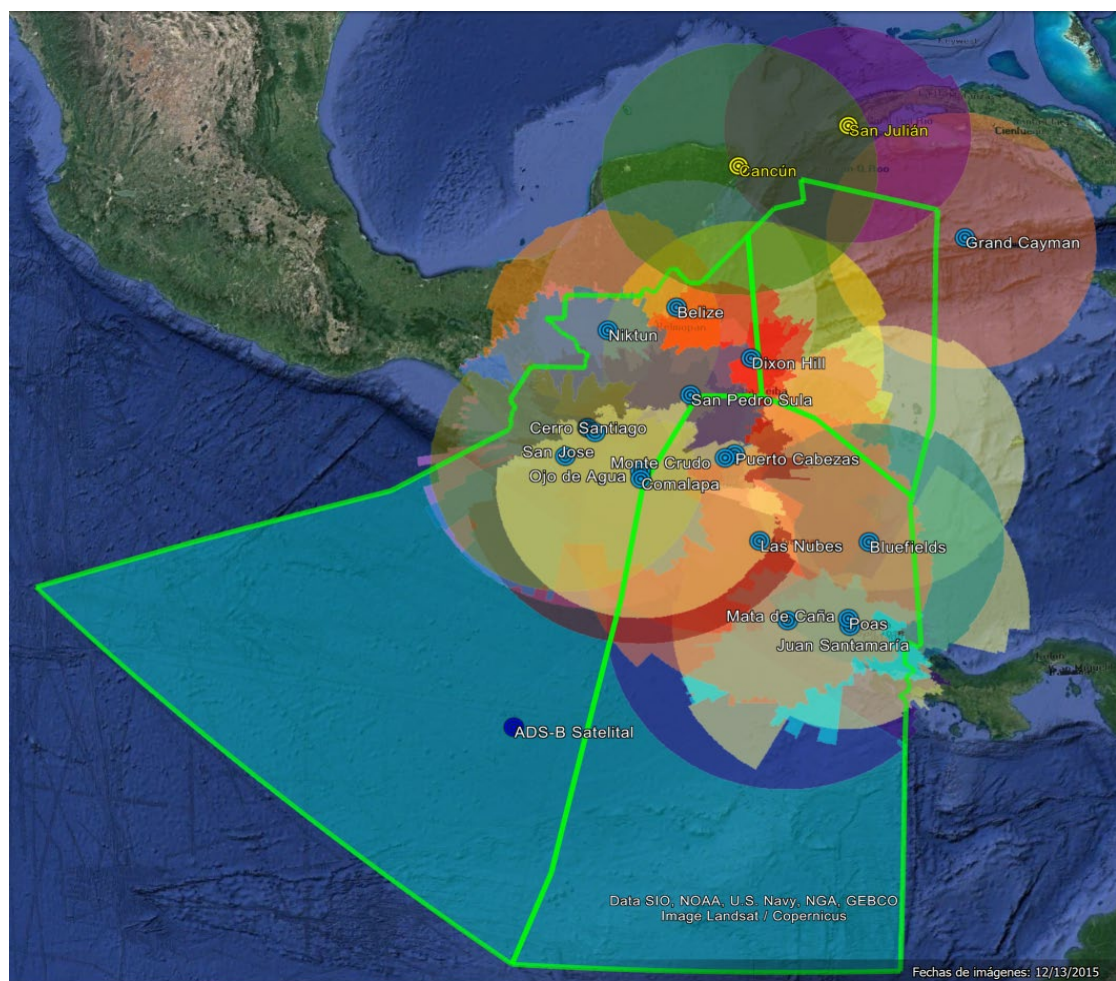 San Julián
Cancún
Grand Cayman
Belize
Niktun
Dixon Hill
San Pedro Sula
Cerro Santiago
San Jose
Monte Crudo
Puerto Cabezas
Ojo de Agua
Comalapa
Las Nubes
Bluefields
Mata de Caña
Poas
Juan Santamaría
ADS-B Satelital
Data SIO, NOAA, U.S. Navy, NGA, GEBCO
Image Landsat / Copernicus
Fechas de imágenes: 12/13/2015